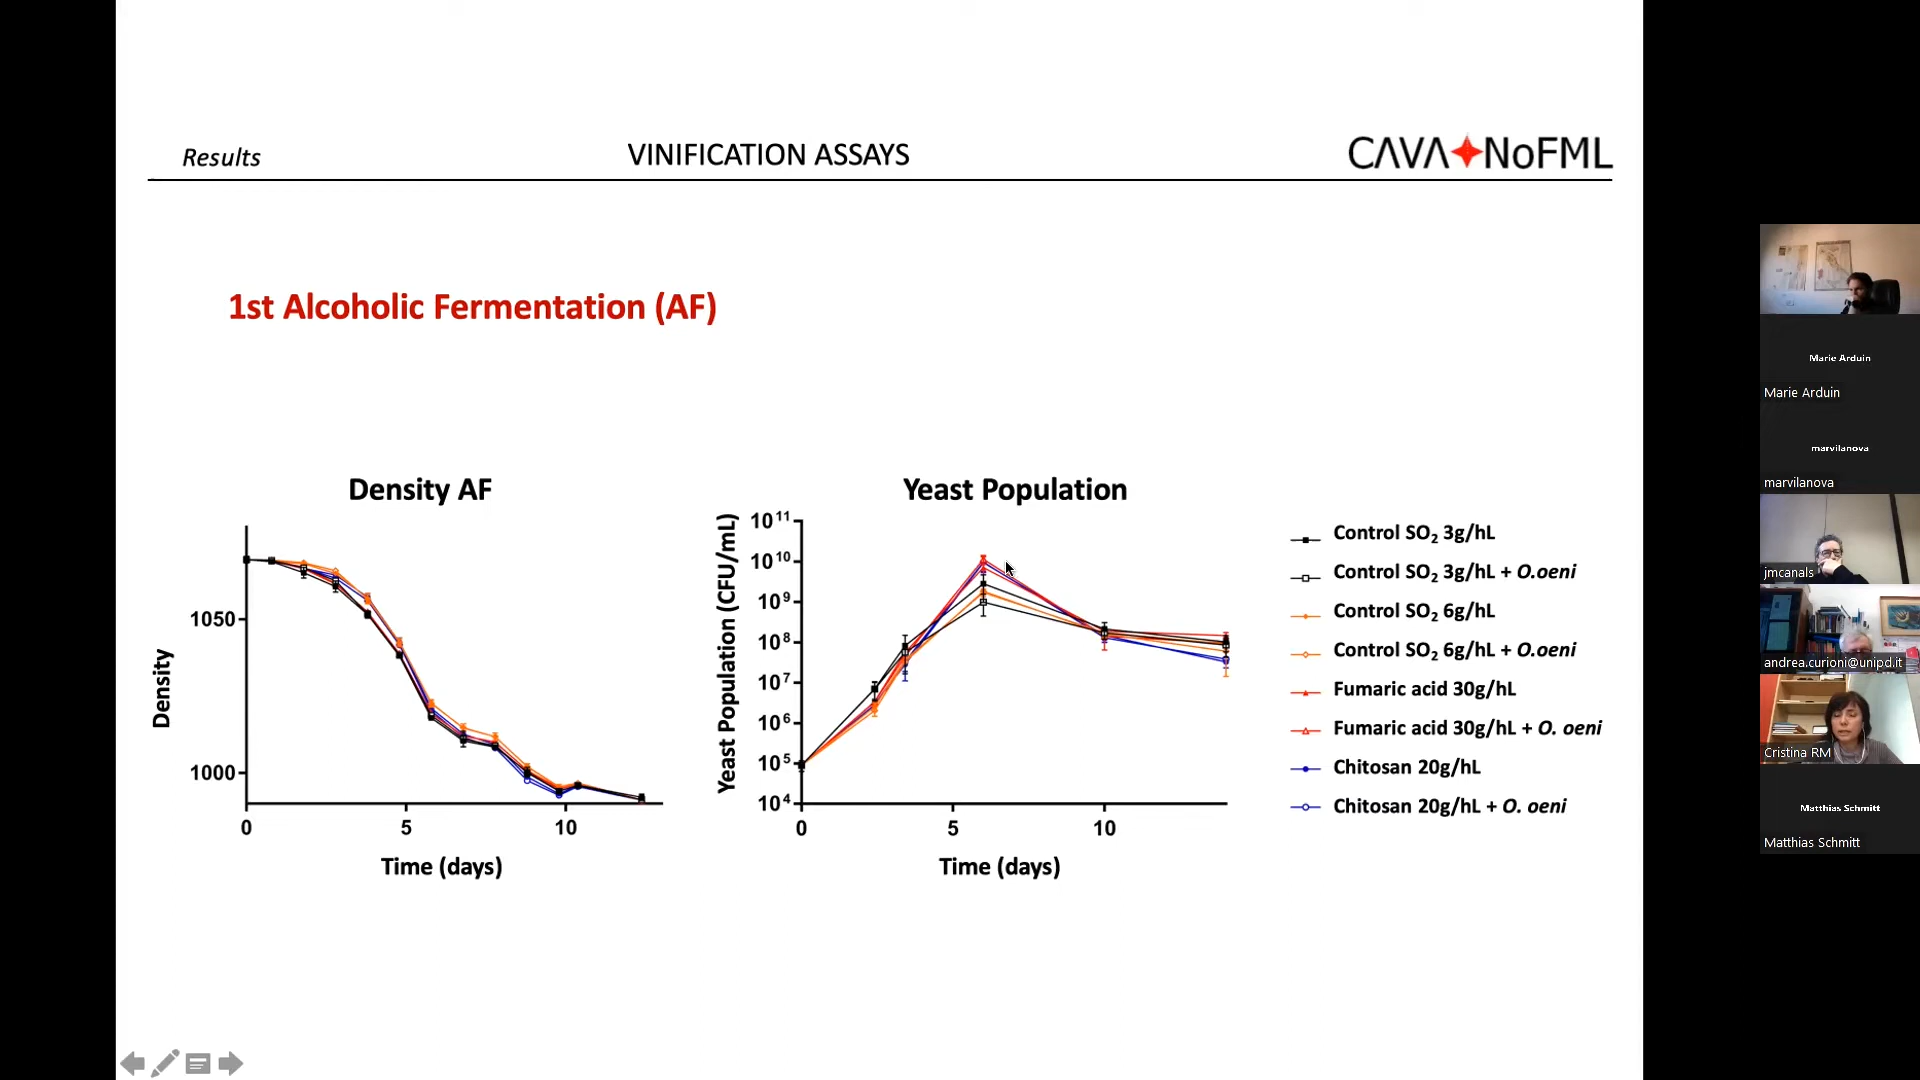 Results
VINIFICATION ASSAYS
CAVA NoFML
1st Alcoholic Fermentation (AF)
Density AF
Density
1050
1000
0 5 10
Time (days)
Yeast Population
Yeast Population (CFU/mL)
10¹¹
10¹⁰
10⁹
10⁸
10⁷
10⁶
10⁵
10⁴
0 5 10
Time (days)
Control SO₂ 3g/hL
Control SO₂ 3g/hL + O.oeni
Control SO₂ 6g/hL
Control SO₂ 6g/hL + O.oeni
Fumaric acid 30g/hL
Fumaric acid 30g/hL + O. oeni
Chitosan 20g/hL
Chitosan 20g/hL + O. oeni
Marie Arduin
Marie Arduin
marvilanova
marvilanova
jmcanals
andrea.curioni@unipd.it
Cristina RM
Matthias Schmitt
Matthias Schmitt